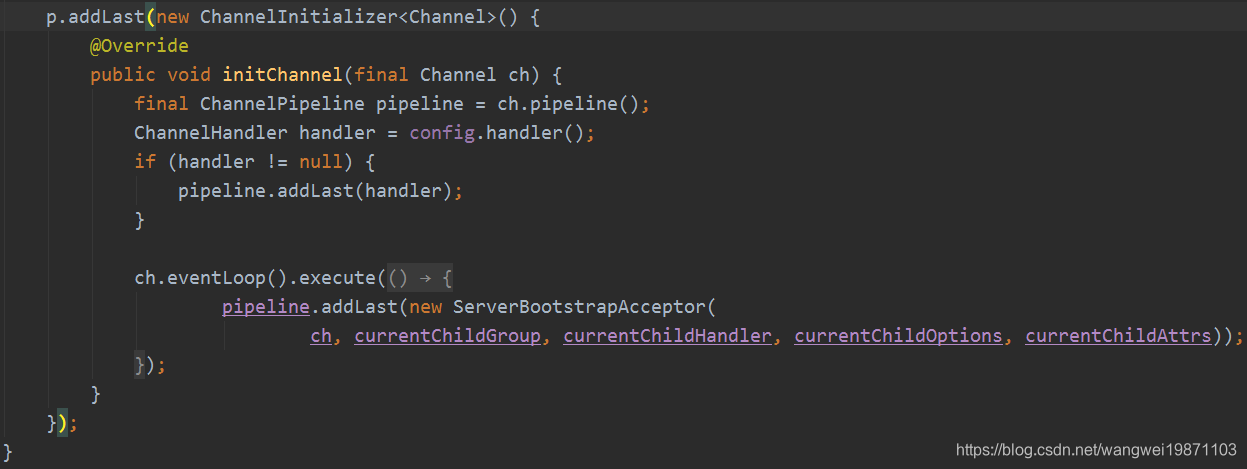 p.addLast(new ChannelInitializer<Channel>() {
@Override
public void initChannel(final Channel ch) {
final ChannelPipeline pipeline = ch.pipeline();
ChannelHandler handler = config.handler();
if (handler != null) {
pipeline.addLast(handler);
}
ch.eventLoop().execute(() → {
pipeline.addLast(new ServerBootstrapAcceptor(
ch, currentChildGroup, currentChildHandler, currentChildOptions, currentChildAttrs));
});
}
});
}
https://blog.csdn.net/wangwei19871103